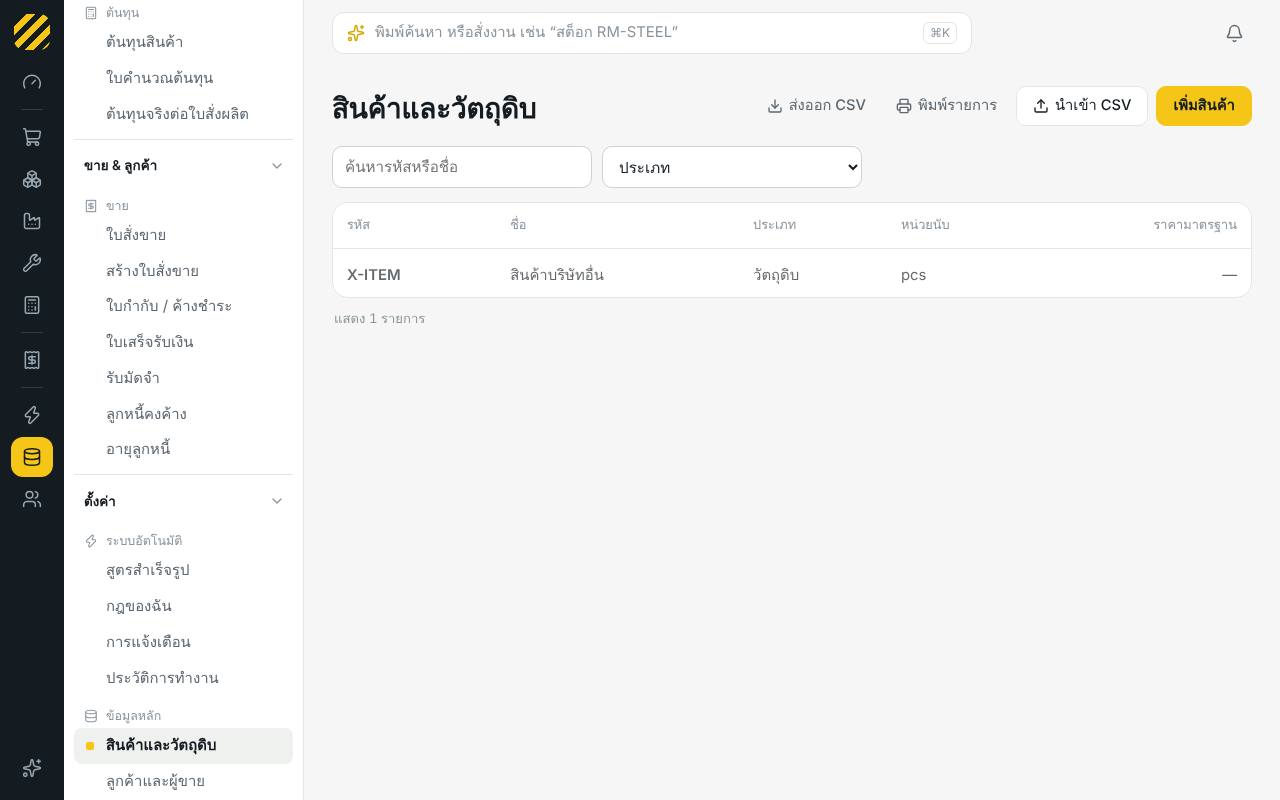 ต้นทุน
ต้นทุนสินค้า
ใบคำนวณต้นทุน
ต้นทุนจริงต่อใบสั่งผลิต
ขาย & ลูกค้า
ขาย
ใบสั่งขาย
สร้างใบสั่งขาย
ใบกำกับ / ค้างชำระ
ใบเสร็จรับเงิน
รับมัดจำ
ลูกหนี้คงค้าง
อายุลูกหนี้
ตั้งค่า
ระบบอัตโนมัติ
สูตรสำเร็จรูป
กฎของฉัน
การแจ้งเตือน
ประวัติการทำงาน
ข้อมูลหลัก
สินค้าและวัตถุดิบ
ลูกค้าและผู้ขาย
พิมพ์ค้นหา หรือสั่งงาน เช่น “สต็อก RM-STEEL” ⌘K
สินค้าและวัตถุดิบ
ส่งออก CSV พิมพ์รายการ นำเข้า CSV เพิ่มสินค้า
ค้นหารหัสหรือชื่อ ประเภท
รหัส ชื่อ ประเภท หน่วยนับ ราคามาตรฐาน
X-ITEM สินค้าบริษัทอื่น วัตถุดิบ pcs —
แสดง 1 รายการ